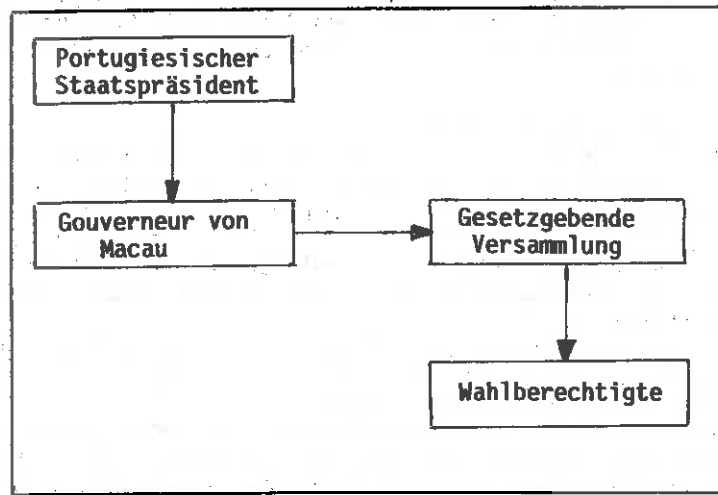 Portugiesischer
Staatspräsident
Gouverneur von
Macau
Gesetzgebende
Versammlung
Wahlberechtigte